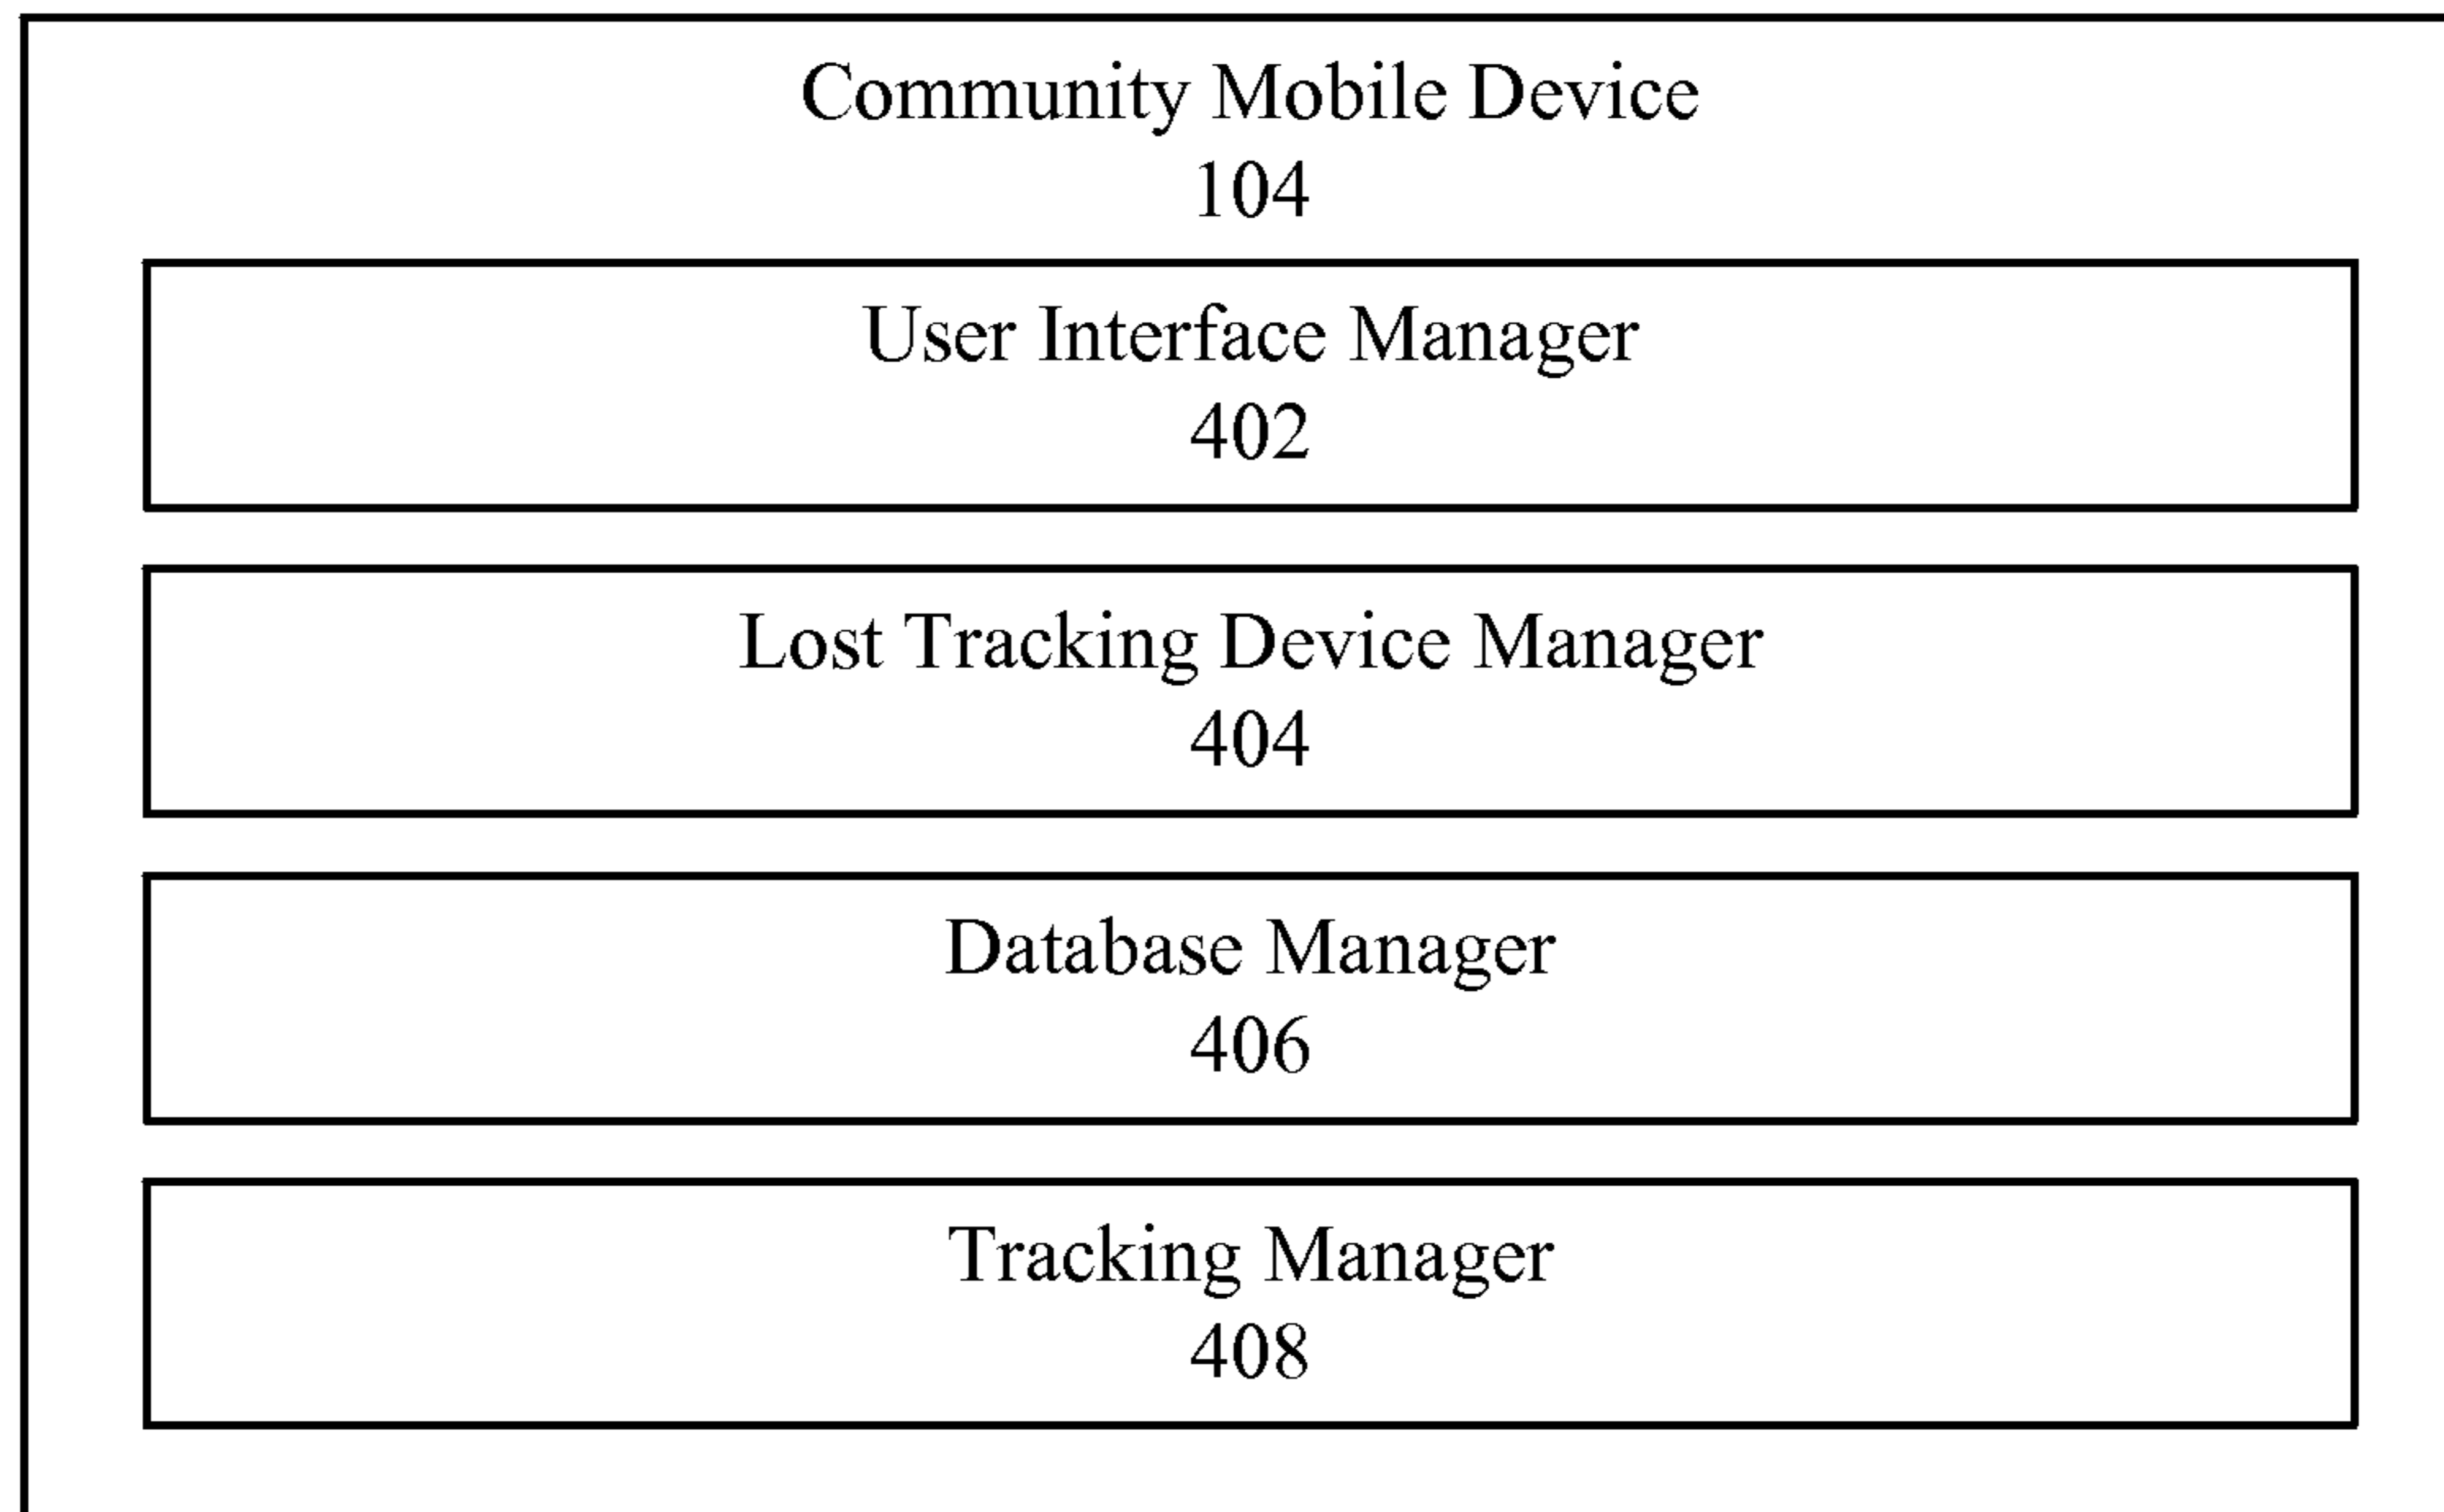 Community Mobile Device
104
User Interface Manager
402
Lost Tracking Device Manager
404
Database Manager
406
Tracking Manager
408